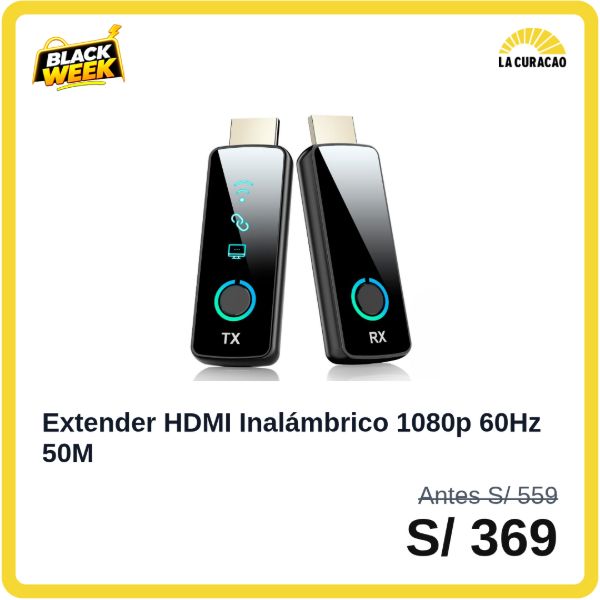 BLACK
WEEK
LA CURACAO
TX
RX
Extender HDMI Inalámbrico 1080p 60Hz
50M
Antes S/ 559
S/ 369